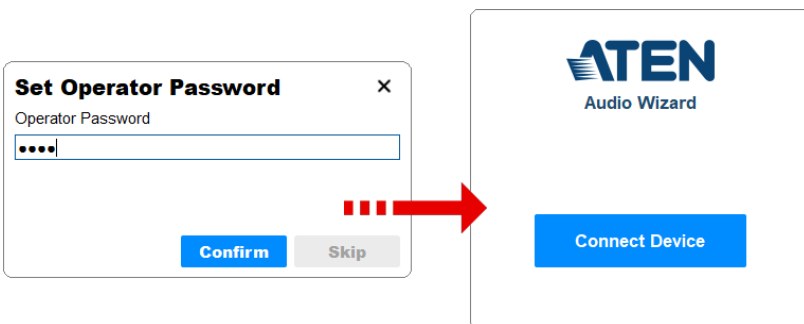 Set Operator Password ×
Operator Password
••••
Confirm Skip
ATEN
Audio Wizard
Connect Device